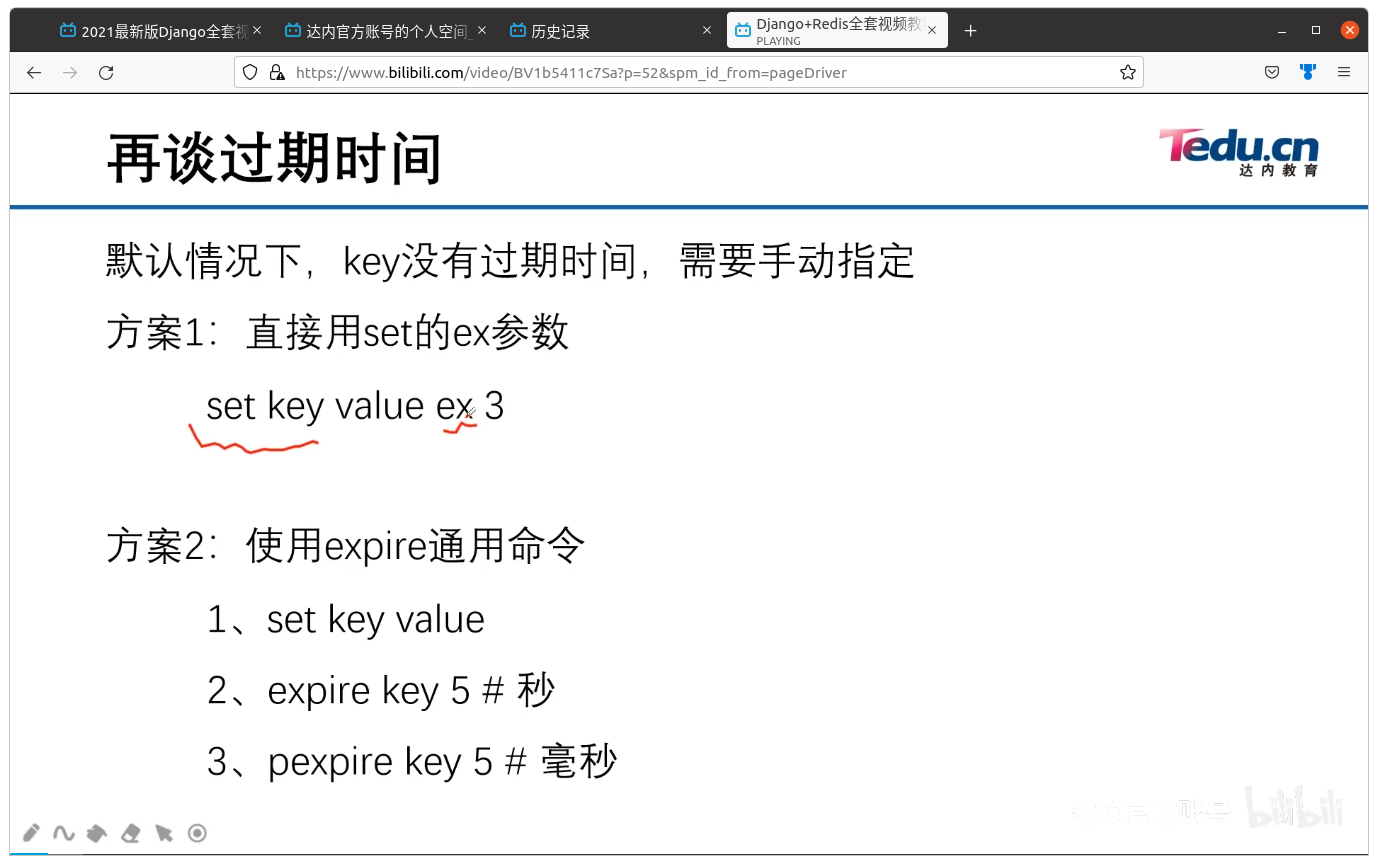 2021最新版Django全套视
达内官方账号的个人空间_
历史记录
Django+Redis全套视频教
PLAYING
https://www.bilibili.com/video/BV1b5411c7Sa?p=52&spm_id_from=pageDriver
再谈过期时间
Tedu.cn
达内教育
默认情况下，key没有过期时间，需要手动指定
方案1：直接用set的ex参数
set key value ex 3
方案2：使用expire通用命令
1、set key value
2、expire key 5 # 秒
3、pexpire key 5 # 毫秒
达内官方账号 bilibili